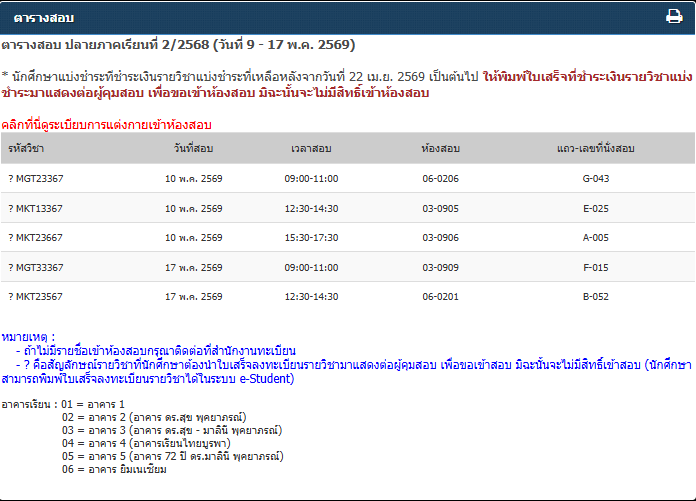 ตารางสอบ
ตารางสอบ ปลายภาคเรียนที่ 2/2568 (วันที่ 9 - 17 พ.ค. 2569)
* นักศึกษาแบ่งชำระที่ชำระเงินรายวิชาแบ่งชำระที่เหลือหลังจากวันที่ 22 เม.ย. 2569 เป็นต้นไป ให้พิมพ์ใบเสร็จที่ชำระเงินรายวิชาแบ่ง
ชำระมาแสดงต่อผู้คุมสอบ เพื่อขอเข้าห้องสอบ มิฉะนั้นจะไม่มีสิทธิ์เข้าห้องสอบ
คลิกที่นี่ดูระเบียบการแต่งกายเข้าห้องสอบ
รหัสวิชา วันที่สอบ เวลาสอบ ห้องสอบ แถว-เลขที่นั่งสอบ
? MGT23367 10 พ.ค. 2569 09:00-11:00 06-0206 G-043
? MKT13367 10 พ.ค. 2569 12:30-14:30 03-0905 E-025
? MKT23667 10 พ.ค. 2569 15:30-17:30 03-0906 A-005
? MGT33367 17 พ.ค. 2569 09:00-11:00 03-0909 F-015
? MKT23567 17 พ.ค. 2569 12:30-14:30 06-0201 B-052
หมายเหตุ :
- ถ้าไม่มีรายชื่อเข้าห้องสอบกรุณาติดต่อที่สำนักงานทะเบียน
- ? คือสัญลักษณ์รายวิชาที่นักศึกษาต้องนำใบเสร็จลงทะเบียนรายวิชามาแสดงต่อผู้คุมสอบ เพื่อขอเข้าสอบ มิฉะนั้นจะไม่มีสิทธิ์เข้าสอบ (นักศึกษา
สามารถพิมพ์ใบเสร็จลงทะเบียนรายวิชาได้ในระบบ e-Student)
อาคารเรียน : 01 = อาคาร 1
02 = อาคาร 2 (อาคาร ดร.สุข พุคยาภรณ์)
03 = อาคาร 3 (อาคาร ดร.สุข - มาลินี พุคยาภรณ์)
04 = อาคาร 4 (อาคารเรียนไทยบูรพา)
05 = อาคาร 5 (อาคาร 72 ปี ดร.มาลินี พุคยาภรณ์)
06 = อาคาร ยิมเนเซี่ยม